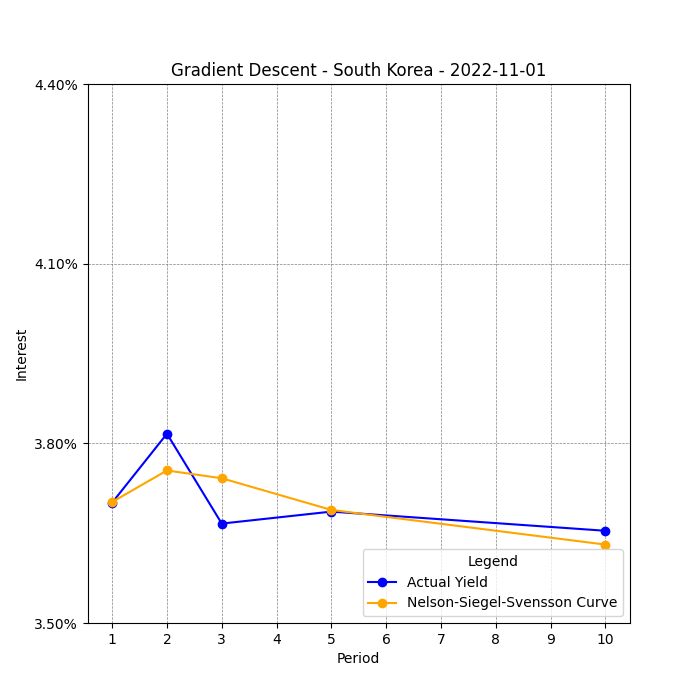 Gradient Descent - South Korea - 2022-11-01
4.40%
4.10%
3.80%
3.50%
Interest
1 2 3 4 5 6 7 8 9 10
Period
Legend
Actual Yield
Nelson-Siegel-Svensson Curve